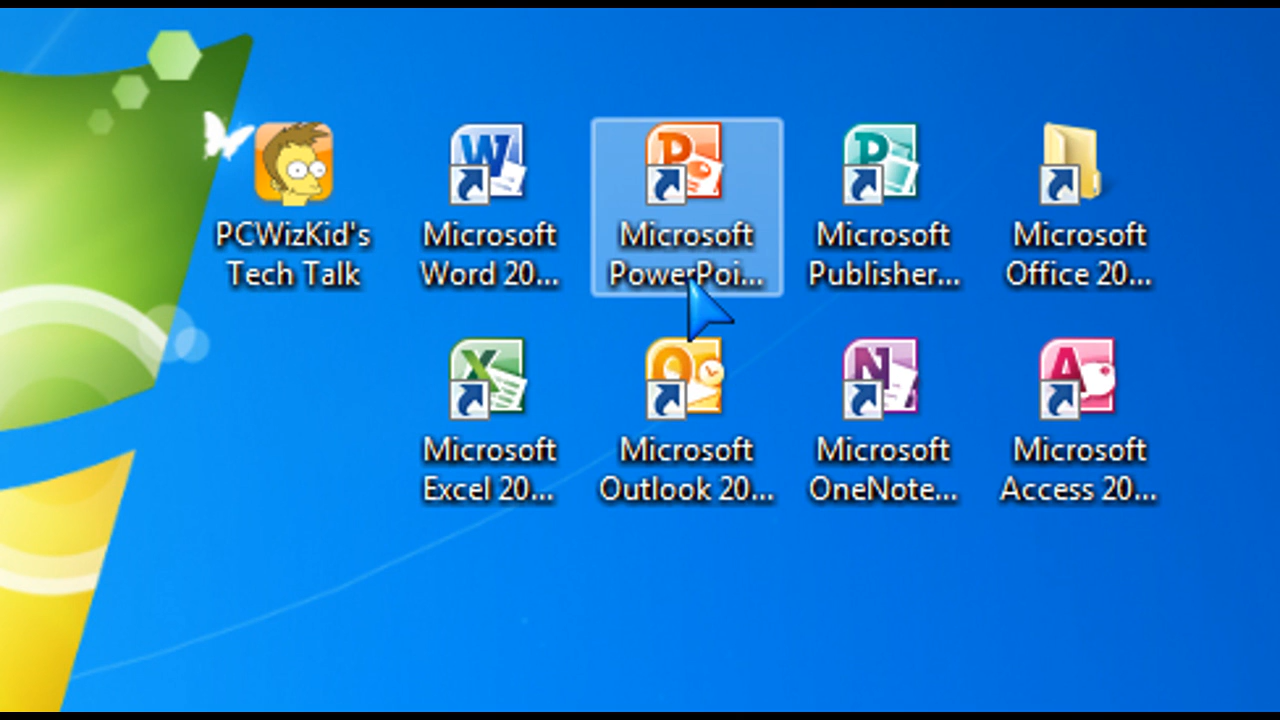 PCWizKid's
Tech Talk
Microsoft
Word 20...
Microsoft
PowerPoi...
Microsoft
Publisher...
Microsoft
Office 20...
Microsoft
Excel 20...
Microsoft
Outlook 20...
Microsoft
OneNote...
Microsoft
Access 20...